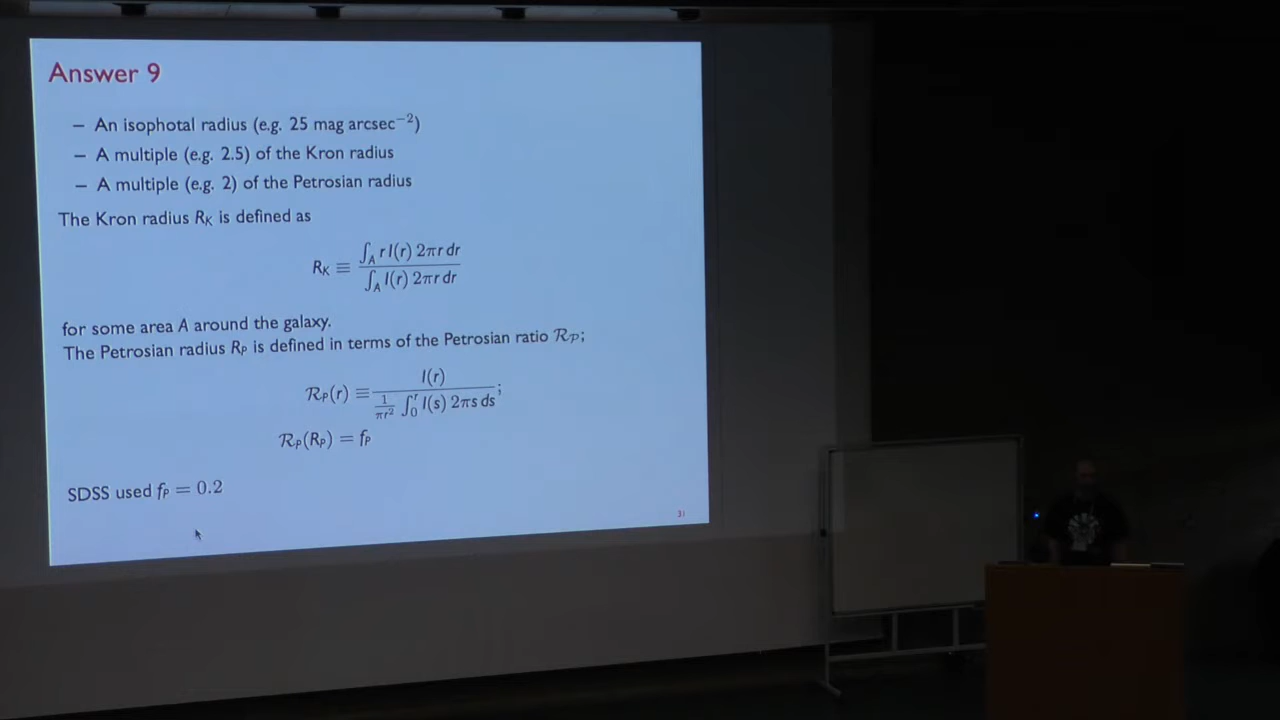 Answer 9
– An isophotal radius (e.g. 25 mag arcsec⁻²)
– A multiple (e.g. 2.5) of the Kron radius
– A multiple (e.g. 2) of the Petrosian radius
The Kron radius R_K is defined as
R_K ≡ ∫_A r I(r) 2πr dr / ∫_A I(r) 2πr dr
for some area A around the galaxy.
The Petrosian radius R_P is defined in terms of the Petrosian ratio ℛ_P;
ℛ_P(r) ≡ I(r) / (1/(πr²) ∫₀ʳ I(s) 2πs ds);
ℛ_P(R_P) = f_P
SDSS used f_P = 0.2
31